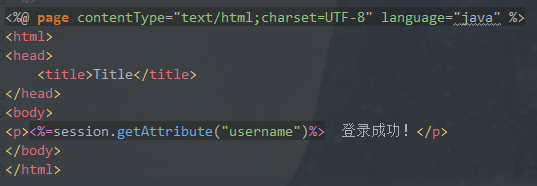 <%@ page contentType="text/html;charset=UTF-8" language="java" %>
<html>
<head>
    <title>Title</title>
</head>
<body>
<p><%=session.getAttribute("username")%>  登录成功！</p>
</body>
</html>